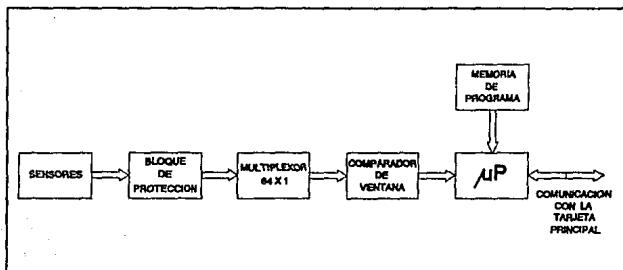 MEMORIA
DE
PROGRAMA
SENSORES
BLOQUE
DE
PROTECCION
MULTIPLEXOR
64 X 1
COMPARADOR
DE
VENTANA
µP
COMUNICACION
CON LA
TARJETA
PRINCIPAL